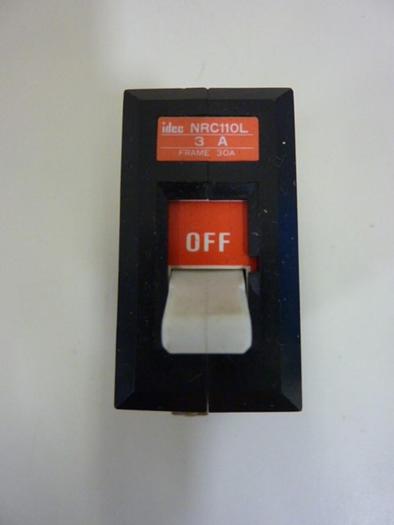 idec NRC110L
3 A
FRAME 30A
OFF